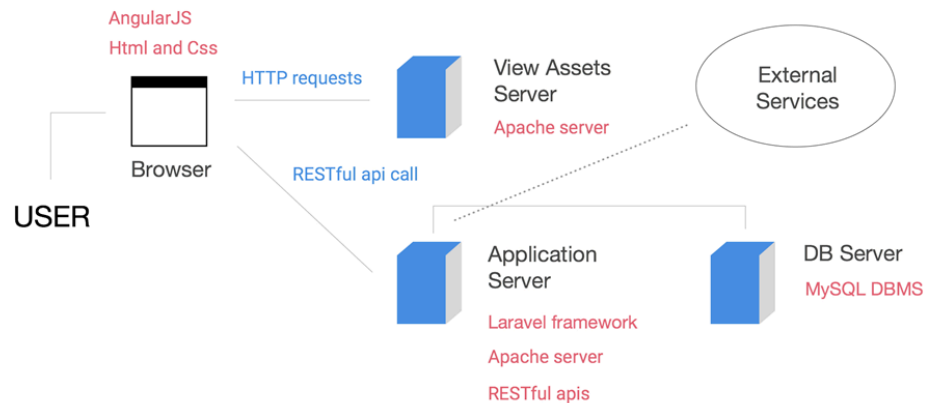 AngularJS
Html and Css
HTTP requests
View Assets
Server
Apache server
External
Services
Browser
RESTful api call
USER
Application
Server
Laravel framework
Apache server
RESTful apis
DB Server
MySQL DBMS